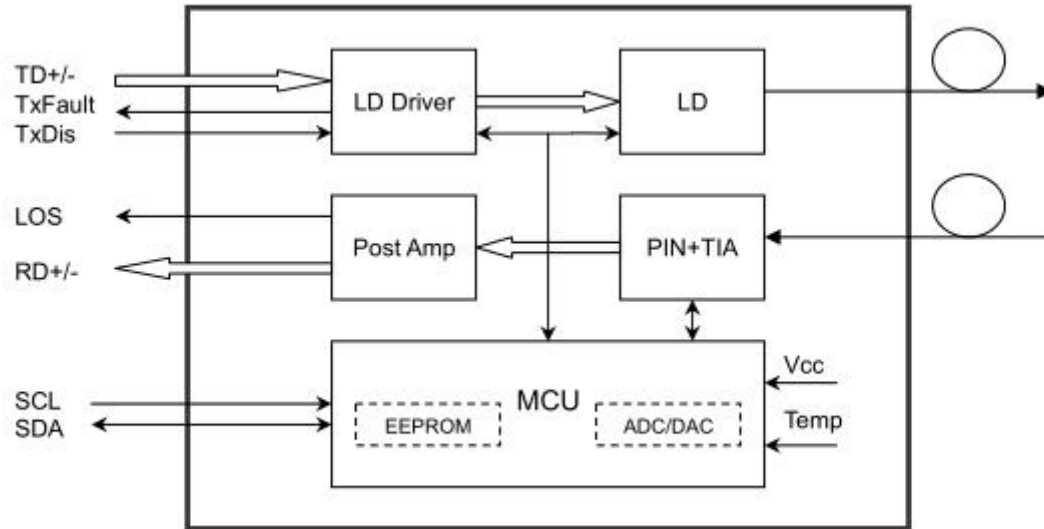 TD+/-
TxFault
TxDis
LD Driver
LD
LOS
RD+/-
Post Amp
PIN+TIA
SCL
SDA
MCU
EEPROM
ADC/DAC
Vcc
Temp